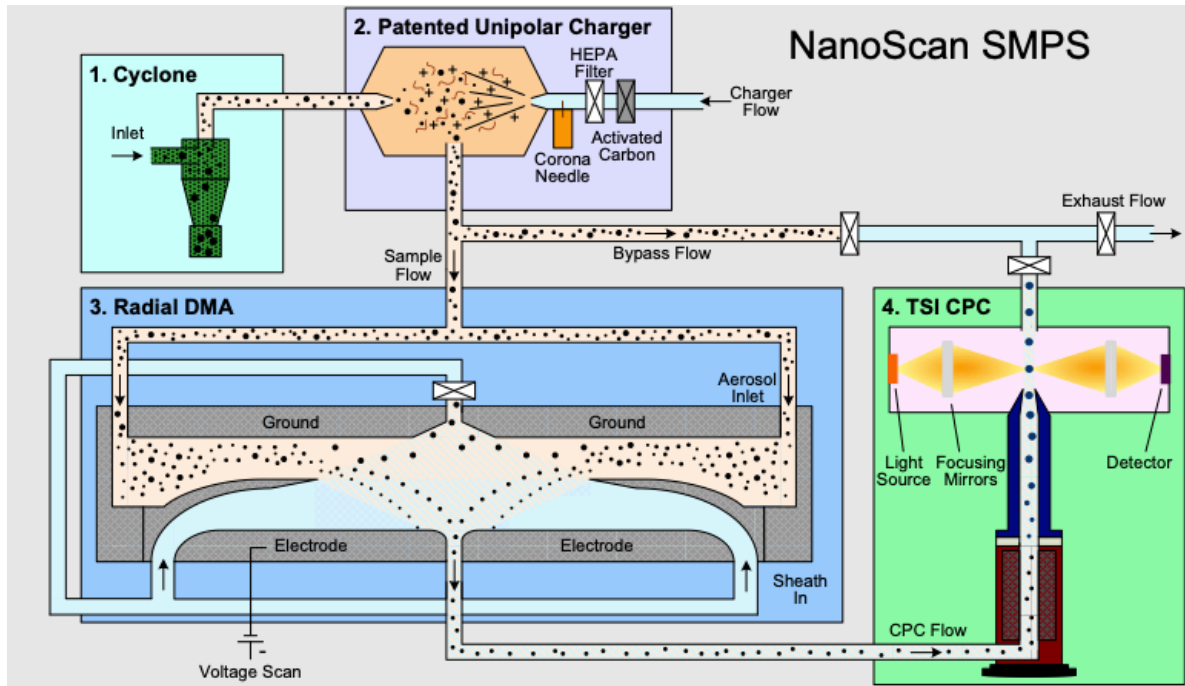 NanoScan SMPS
1. Cyclone
Inlet
2. Patented Unipolar Charger
HEPA
Filter
Charger
Flow
Activated
Carbon
Corona
Needle
Exhaust Flow
Sample
Flow
Bypass Flow
3. Radial DMA
Aerosol
Inlet
Ground
Ground
Electrode
Electrode
Sheath
In
-
Voltage Scan
4. TSI CPC
Light
Source
Focusing
Mirrors
Detector
CPC Flow